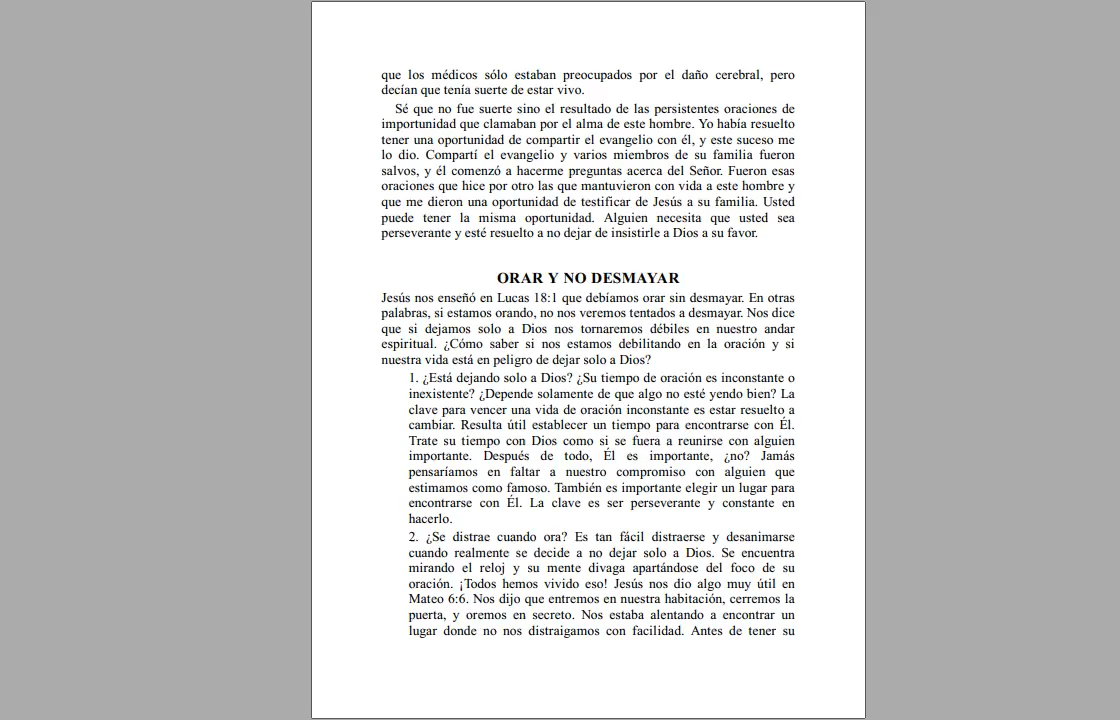 que los médicos sólo estaban preocupados por el daño cerebral, pero
decían que tenía suerte de estar vivo.
Sé que no fue suerte sino el resultado de las persistentes oraciones de
importunidad que clamaban por el alma de este hombre. Yo había resuelto
tener una oportunidad de compartir el evangelio con él, y este suceso me
lo dio. Compartí el evangelio y varios miembros de su familia fueron
salvos, y él comenzó a hacerme preguntas acerca del Señor. Fueron esas
oraciones que hice por otro las que mantuvieron con vida a este hombre y
que me dieron una oportunidad de testificar de Jesús a su familia. Usted
puede tener la misma oportunidad. Alguien necesita que usted sea
perseverante y esté resuelto a no dejar de insistirle a Dios a su favor.
ORAR Y NO DESMAYAR
Jesús nos enseñó en Lucas 18:1 que debíamos orar sin desmayar. En otras
palabras, si estamos orando, no nos veremos tentados a desmayar. Nos dice
que si dejamos solo a Dios nos tornaremos débiles en nuestro andar
espiritual. ¿Cómo saber si nos estamos debilitando en la oración y si
nuestra vida está en peligro de dejar solo a Dios?
1. ¿Está dejando solo a Dios? ¿Su tiempo de oración es inconstante o
inexistente? ¿Depende solamente de que algo no esté yendo bien? La
clave para vencer una vida de oración inconstante es estar resuelto a
cambiar. Resulta útil establecer un tiempo para encontrarse con Él.
Trate su tiempo con Dios como si se fuera a reunirse con alguien
importante. Después de todo, Él es importante, ¿no? Jamás
pensaríamos en faltar a nuestro compromiso con alguien que
estimamos como famoso. También es importante elegir un lugar para
encontrarse con Él. La clave es ser perseverante y constante en
hacerlo.
2. ¿Se distrae cuando ora? Es tan fácil distraerse y desanimarse
cuando realmente se decide a no dejar solo a Dios. Se encuentra
mirando el reloj y su mente divaga apartándose del foco de su
oración. ¡Todos hemos vivido eso! Jesús nos dio algo muy útil en
Mateo 6:6. Nos dijo que entremos en nuestra habitación, cerremos la
puerta, y oremos en secreto. Nos estaba alentando a encontrar un
lugar donde no nos distraigamos con facilidad. Antes de tener su